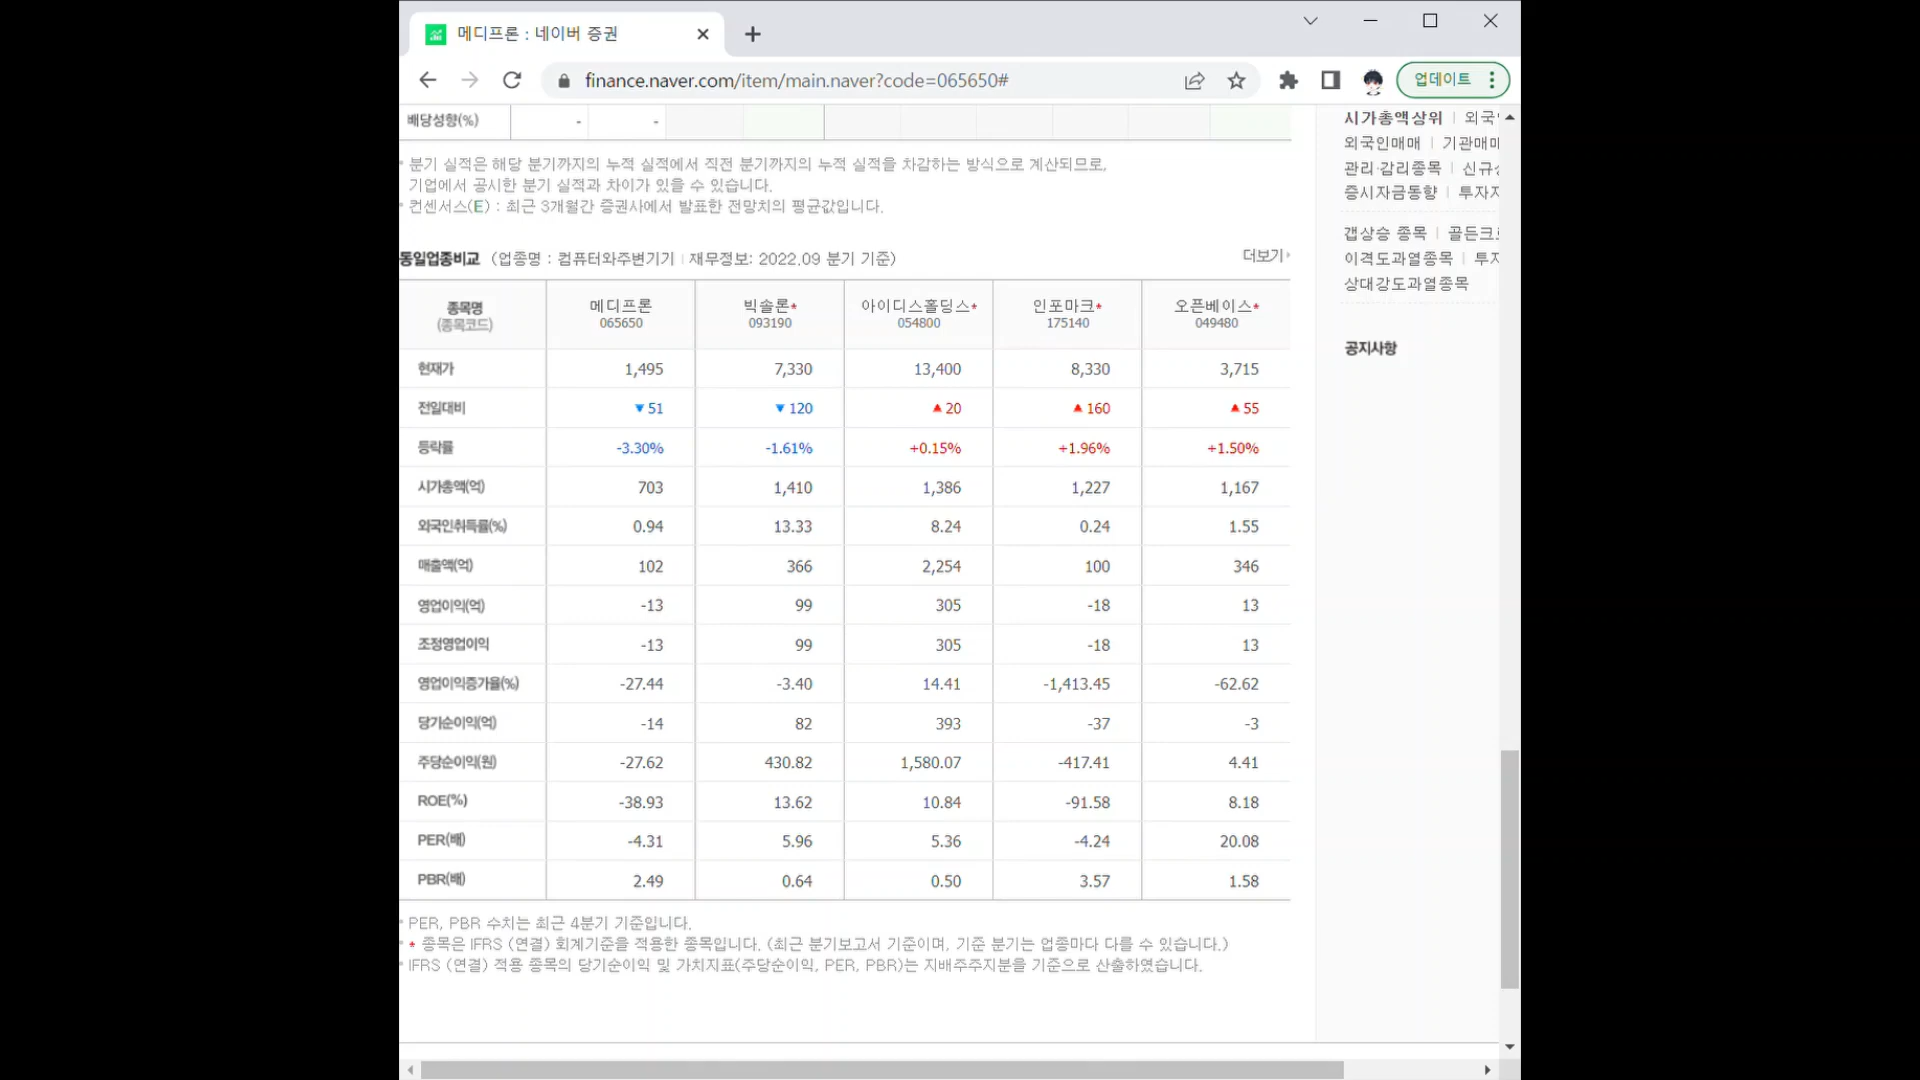 메디프론 : 네이버 증권
finance.naver.com/item/main.naver?code=065650#
업데이트
배당성향(%) - -
* 분기 실적은 해당 분기까지의 누적 실적에서 직전 분기까지의 누적 실적을 차감하는 방식으로 계산되므로,
기업에서 공시한 분기 실적과 차이가 있을 수 있습니다.
* 컨센서스(E) : 최근 3개월간 증권사에서 발표한 전망치의 평균값입니다.
동일업종비교 (업종명 : 컴퓨터와주변기기 | 재무정보: 2022.09 분기 기준) 더보기
종목명 메디프론 빅솔론* 아이디스홀딩스* 인포마크* 오픈베이스*
(종목코드) 065650 093190 054800 175140 049480
현재가 1,495 7,330 13,400 8,330 3,715
전일대비 ▼51 ▼120 ▲20 ▲160 ▲55
등락률 -3.30% -1.61% +0.15% +1.96% +1.50%
시가총액(억) 703 1,410 1,386 1,227 1,167
외국인취득률(%) 0.94 13.33 8.24 0.24 1.55
매출액(억) 102 366 2,254 100 346
영업이익(억) -13 99 305 -18 13
조정영업이익 -13 99 305 -18 13
영업이익증가율(%) -27.44 -3.40 14.41 -1,413.45 -62.62
당기순이익(억) -14 82 393 -37 -3
주당순이익(원) -27.62 430.82 1,580.07 -417.41 4.41
ROE(%) -38.93 13.62 10.84 -91.58 8.18
PER(배) -4.31 5.96 5.36 -4.24 20.08
PBR(배) 2.49 0.64 0.50 3.57 1.58
* PER, PBR 수치는 최근 4분기 기준입니다.
* * 종목은 IFRS (연결) 회계기준을 적용한 종목입니다. (최근 분기보고서 기준이며, 기준 분기는 업종마다 다를 수 있습니다.)
* IFRS (연결) 적용 종목의 당기순이익 및 가치지표(주당순이익, PER, PBR)는 지배주주지분을 기준으로 산출하였습니다.
시가총액상위 | 외국
외국인매매 | 기관매매
관리·감리종목 | 신규
증시자금동향 | 투자
갭상승 종목 | 골든크
이격도과열종목 | 투
상대강도과열종목
공지사항